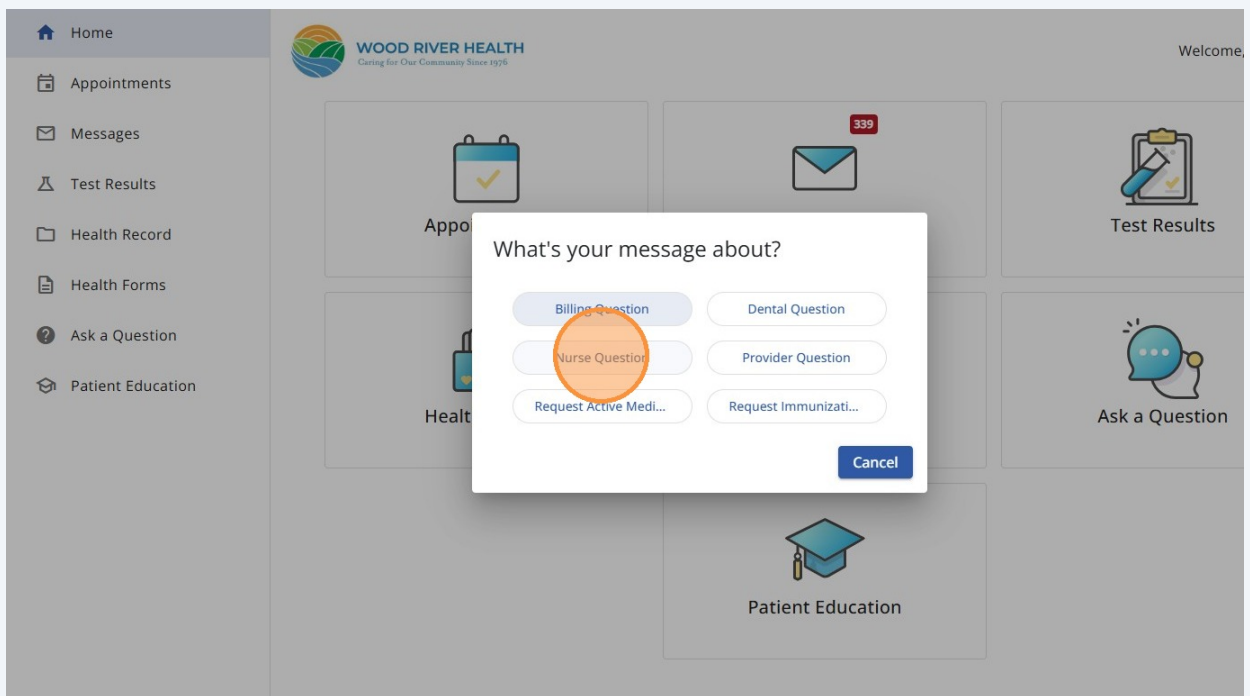 Home
Appointments
Messages
Test Results
Health Record
Health Forms
Ask a Question
Patient Education
WOOD RIVER HEALTH
Caring for Our Community Since 1976
Welcome,
339
Appoi
Test Results
Healt
Ask a Question
Patient Education
What's your message about?
Billing Question
Dental Question
Nurse Question
Provider Question
Request Active Medi...
Request Immunizati...
Cancel